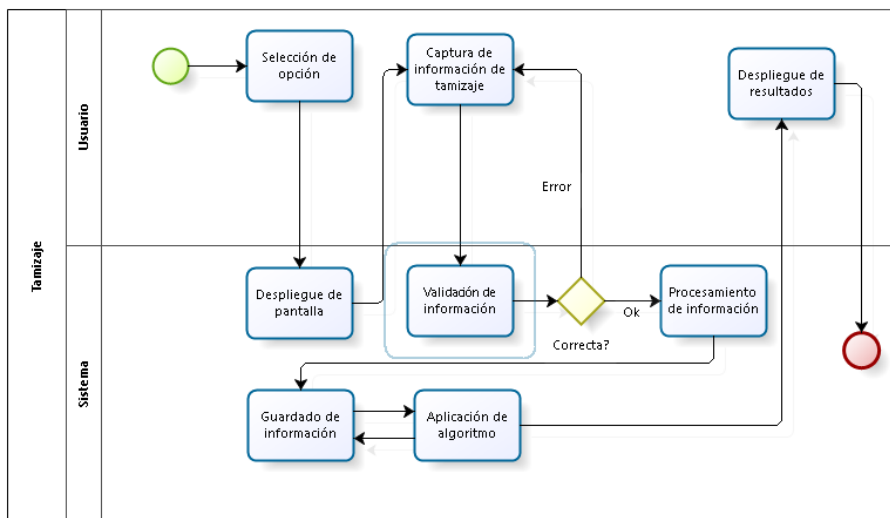 Tamizaje
Usuario
Selección de
opción
Captura de
información de
tamizaje
Despliegue de
resultados
Error
Sistema
Despliegue de
pantalla
Validación de
información
Correcta?
Ok
Procesamiento
de información
Guardado de
información
Aplicación de
algoritmo